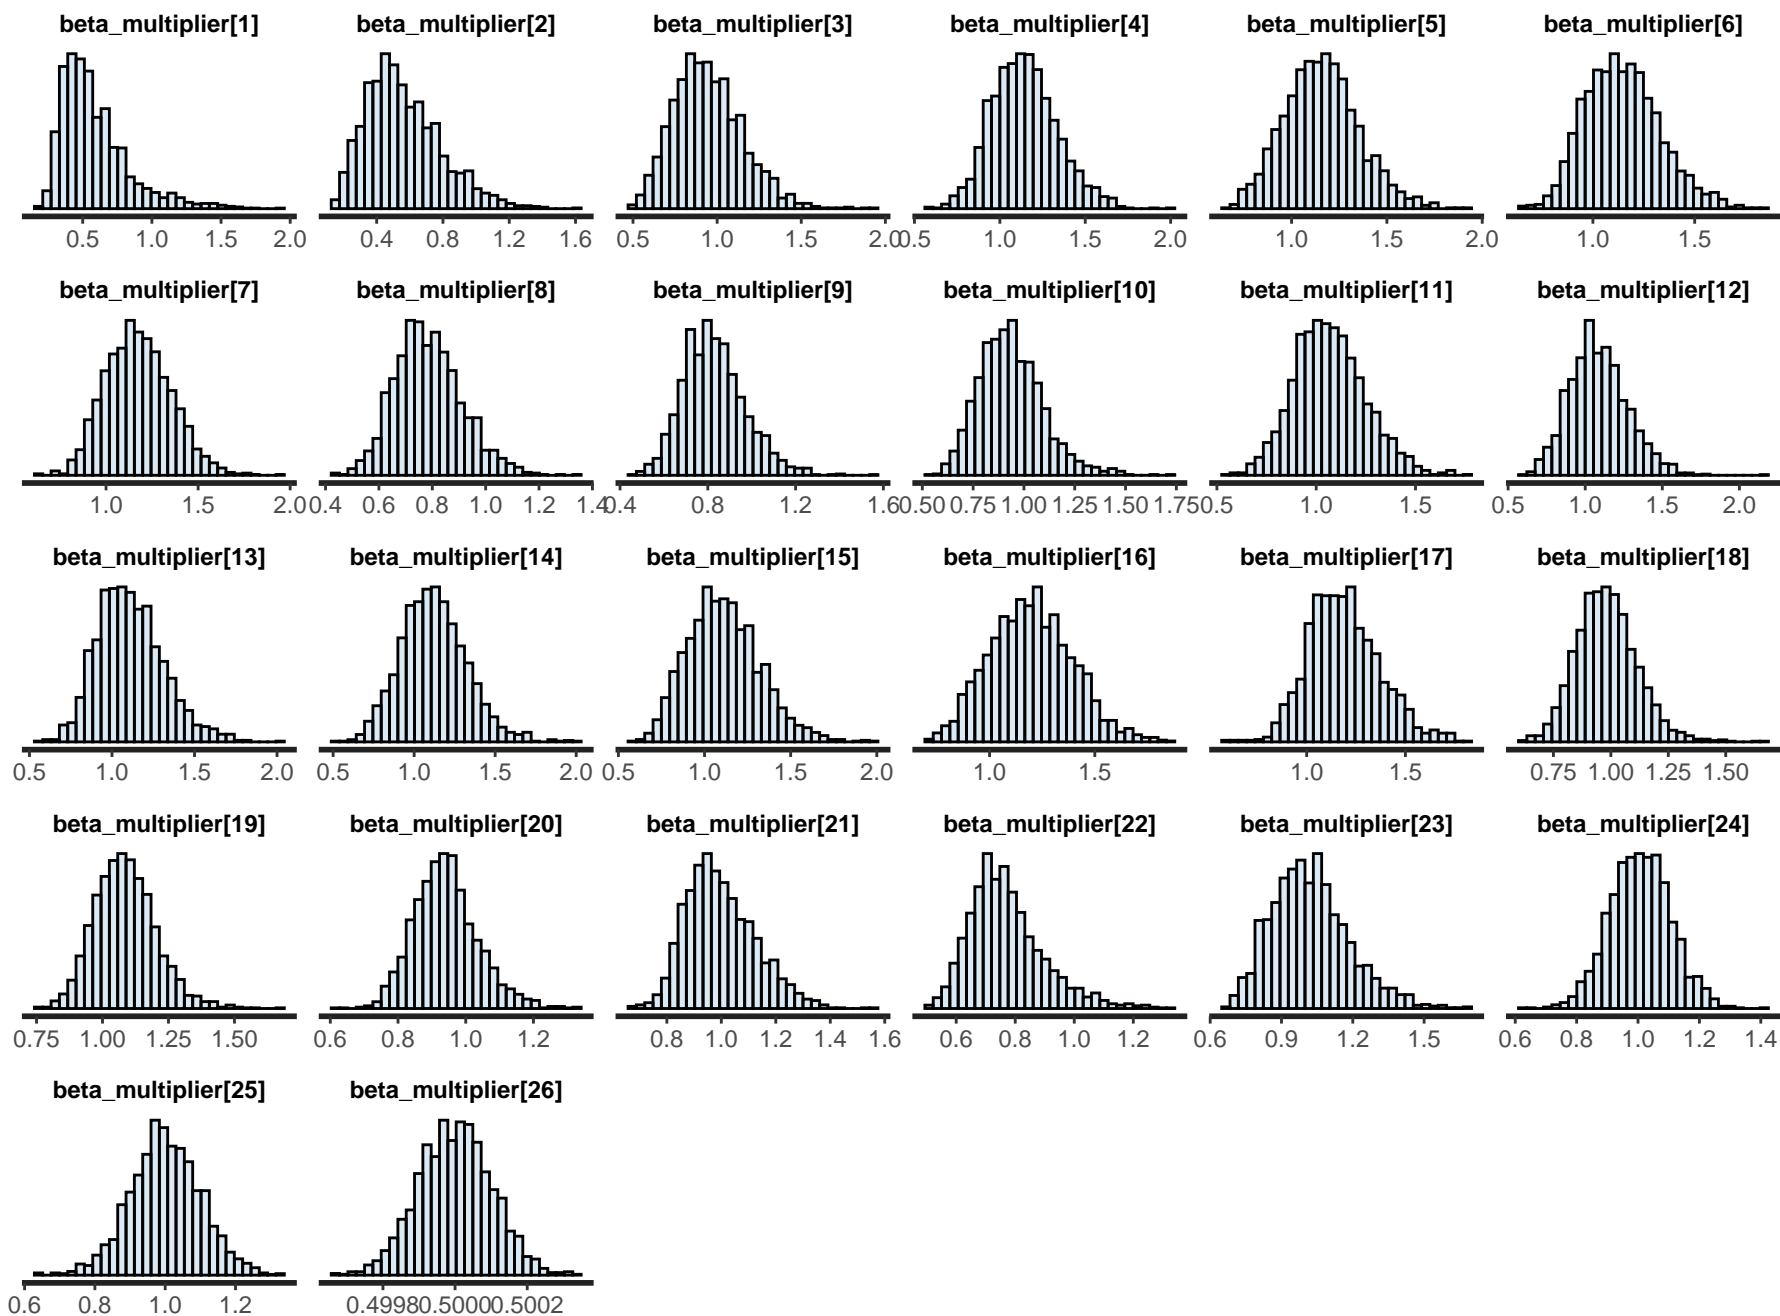 beta_multiplier[1] beta_multiplier[2] beta_multiplier[3] beta_multiplier[4] beta_multiplier[5] beta_multiplier[6]
0.5 1.0 1.5 2.0 0.4 0.8 1.2 1.6 0.5 1.0 1.5 2.0 0.5 1.0 1.5 2.0 1.0 1.5 2.0 1.0 1.5
beta_multiplier[7] beta_multiplier[8] beta_multiplier[9] beta_multiplier[10] beta_multiplier[11] beta_multiplier[12]
1.0 1.5 2.0 0.4 0.6 0.8 1.0 1.2 1.4 0.4 0.8 1.2 1.6 0.50 0.75 1.00 1.25 1.50 1.75 0.5 1.0 1.5 0.5 1.0 1.5 2.0
beta_multiplier[13] beta_multiplier[14] beta_multiplier[15] beta_multiplier[16] beta_multiplier[17] beta_multiplier[18]
0.5 1.0 1.5 2.0 0.5 1.0 1.5 2.0 0.5 1.0 1.5 2.0 1.0 1.5 1.0 1.5 0.75 1.00 1.25 1.50
beta_multiplier[19] beta_multiplier[20] beta_multiplier[21] beta_multiplier[22] beta_multiplier[23] beta_multiplier[24]
0.75 1.00 1.25 1.50 0.6 0.8 1.0 1.2 0.8 1.0 1.2 1.4 1.6 0.6 0.8 1.0 1.2 0.6 0.9 1.2 1.5 0.6 0.8 1.0 1.2 1.4
beta_multiplier[25] beta_multiplier[26]
0.6 0.8 1.0 1.2 0.4998 0.5000 0.5002